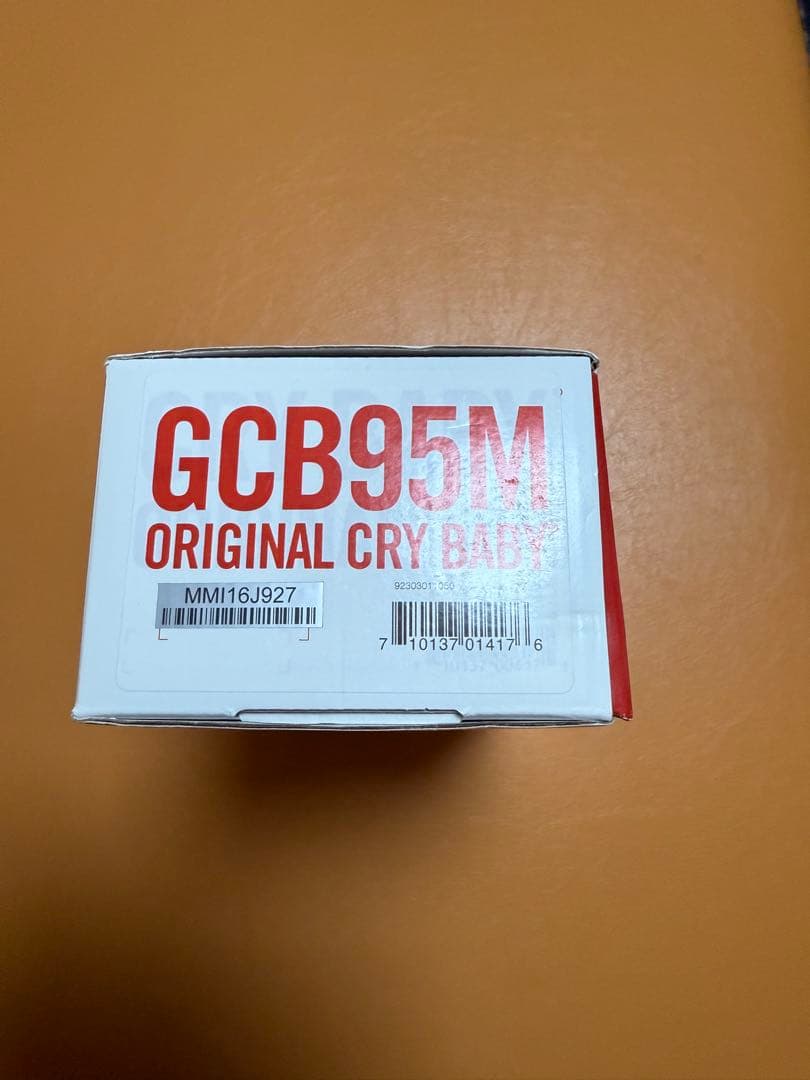 GCB95M
ORIGINAL CRY BABY
MMI16J927
7 10137 01417 6